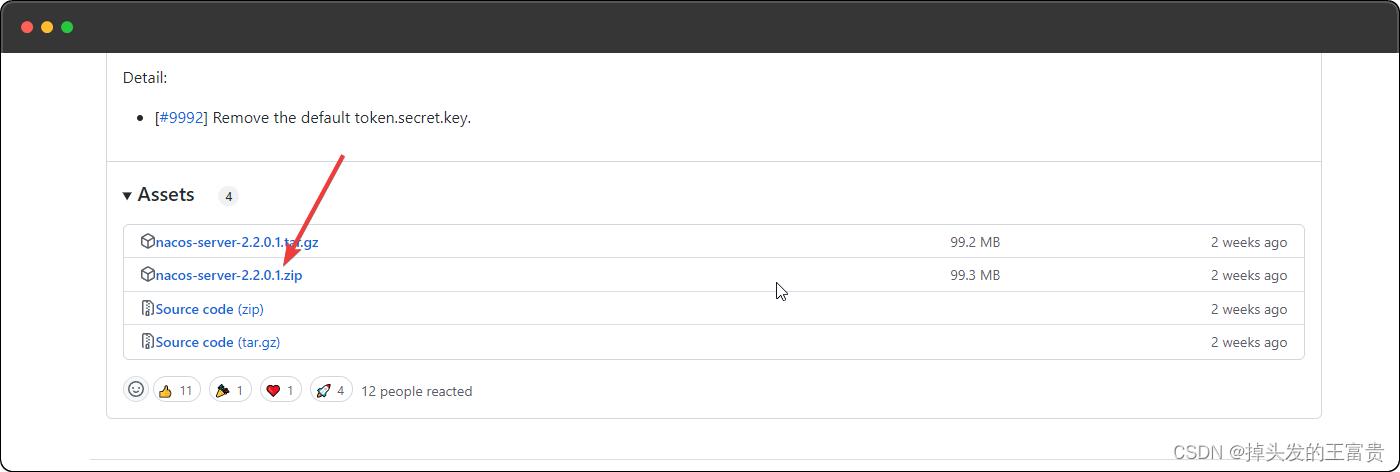 Detail:
[#9992] Remove the default token.secret.key.
Assets 4
nacos-server-2.2.0.1.tar.gz 99.2 MB 2 weeks ago
nacos-server-2.2.0.1.zip 99.3 MB 2 weeks ago
Source code (zip) 2 weeks ago
Source code (tar.gz) 2 weeks ago
11 1 1 4 12 people reacted
CSDN @掉头发的王富贵